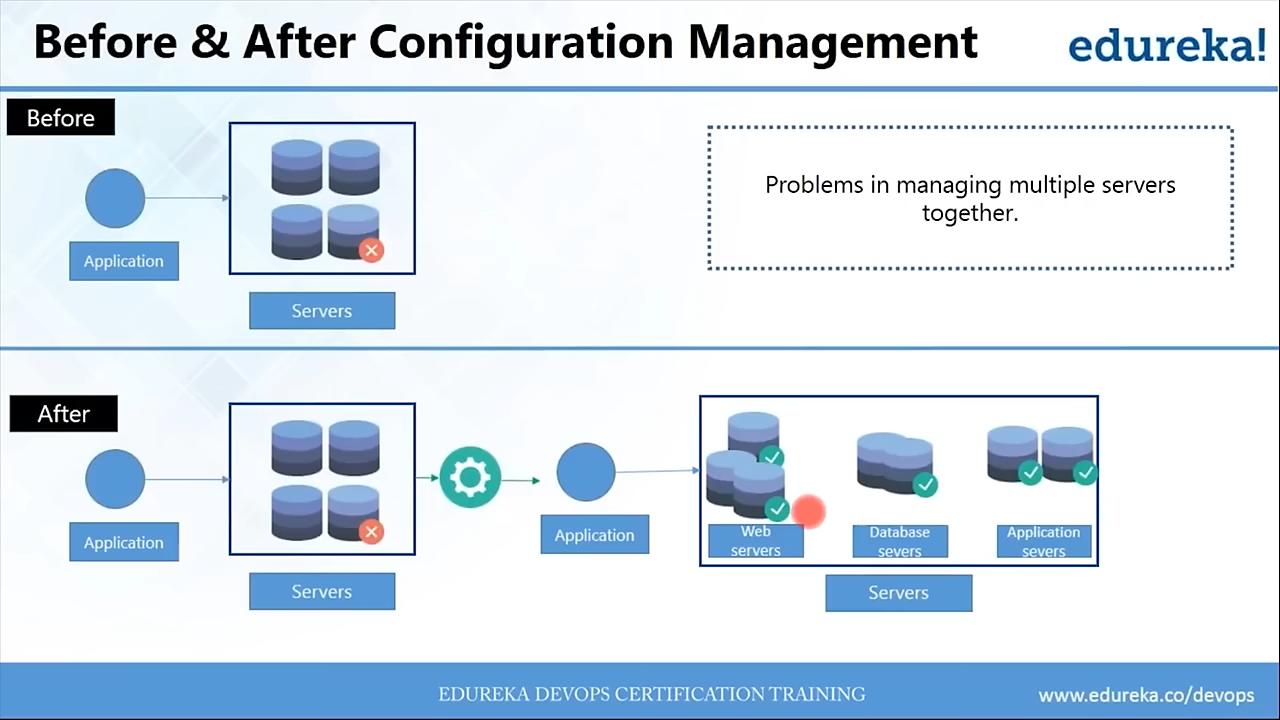 Before & After Configuration Management
edureka!
Before
Problems in managing multiple servers
together.
Application
Servers
After
Application
Servers
Application
Web
servers
Database
severs
Application
severs
Servers
EDUREKA DEVOPS CERTIFICATION TRAINING
www.edureka.co/devops